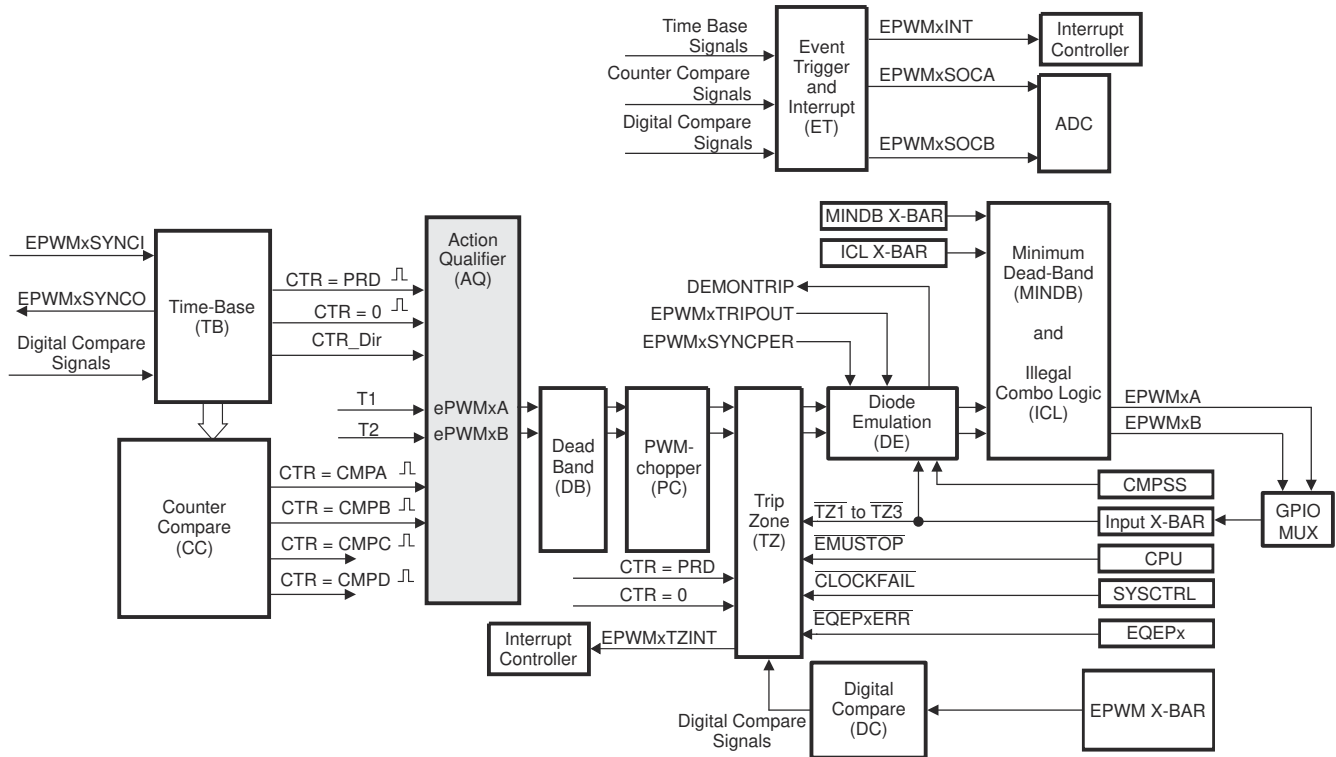 Time Base
Signals
Counter Compare
Signals
Digital Compare
Signals
Event
Trigger
and
Interrupt
(ET)
EPWMxINT
EPWMxSOCA
EPWMxSOCB
Interrupt
Controller
ADC
EPWMxSYNCI
EPWMxSYNCO
Digital Compare
Signals
Time-Base
(TB)
CTR = PRD
CTR = 0
CTR_Dir
T1
T2
Counter
Compare
(CC)
CTR = CMPA
CTR = CMPB
CTR = CMPC
CTR = CMPD
Action
Qualifier
(AQ)
ePWMxA
ePWMxB
Dead
Band
(DB)
PWM-
chopper
(PC)
CTR = PRD
CTR = 0
Interrupt
Controller
EPWMxTZINT
Trip
Zone
(TZ)
DEMONTRIP
EPWMxTRIPOUT
EPWMxSYNCPER
Diode
Emulation
(DE)
MINDB X-BAR
ICL X-BAR
Minimum
Dead-Band
(MINDB)
and
Illegal
Combo Logic
(ICL)
EPWMxA
EPWMxB
TZ1 to TZ3
EMUSTOP
CLOCKFAIL
EQEPxERR
CMPSS
Input X-BAR
CPU
SYSCTRL
EQEPx
GPIO
MUX
Digital Compare
Signals
Digital
Compare
(DC)
EPWM X-BAR